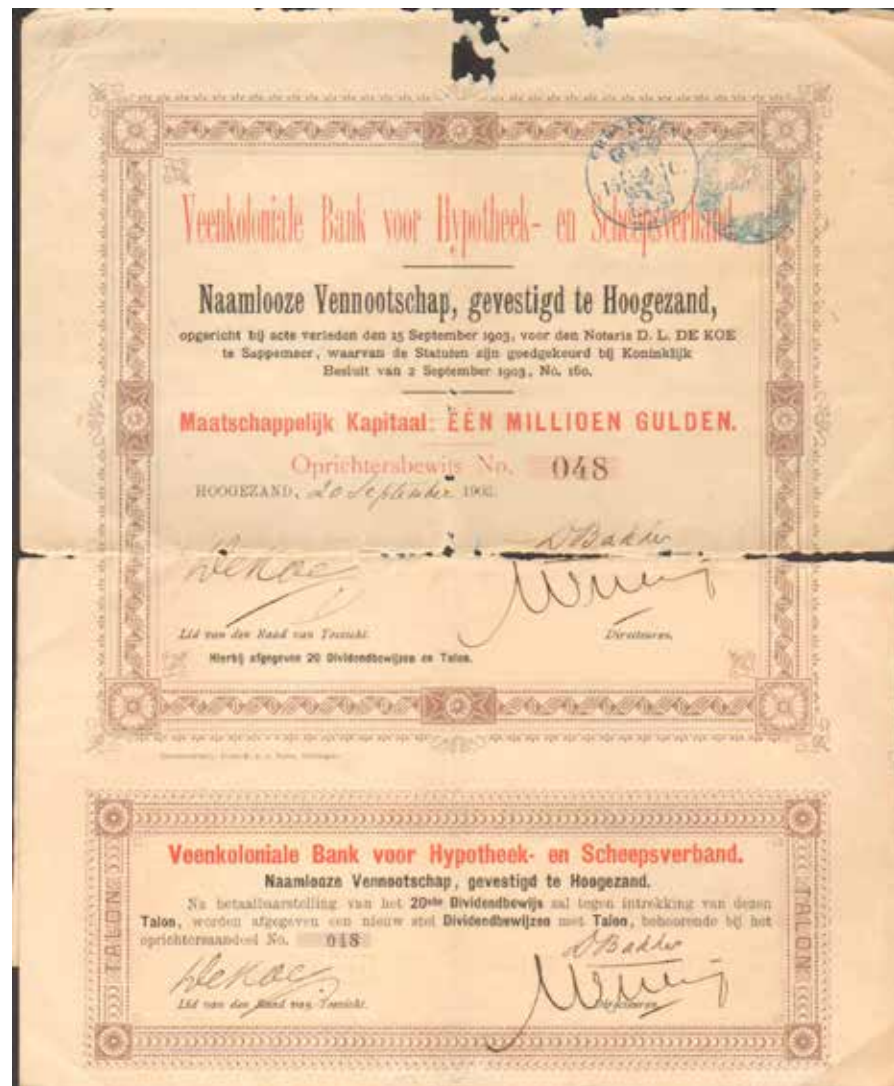 Veenkoloniale Bank voor Hypotheek- en Scheepsverband.
Naamlooze Vennootschap, gevestigd te Hoogezand,
opgericht bij acte verleden den 15 September 1903, voor den Notaris D. L. DE KOE
te Sappemeer, waarvan de Statuten zijn goedgekeurd bij Koninklijk
Besluit van 2 September 1903, No. 160.
Maatschappelijk Kapitaal: EÉN MILLIOEN GULDEN.
Oprichtersbewijs No. 048
HOOGEZAND, 20 September 1903.
DeKoe
D Bakker
Lid van den Raad van Toezicht.
Directeuren.
Hierbij afgegeven 20 Dividendbewijzen en Talon.
Veenkoloniale Bank voor Hypotheek- en Scheepsverband.
Naamlooze Vennootschap, gevestigd te Hoogezand.
Na betaalbaarstelling van het 20ste Dividendbewijs zal tegen intrekking van dezen
Talon, worden afgegeven een nieuw stel Dividendbewijzen met Talon, behoorende bij het
oprichtersaandeel No. 048
D Bakker
DeKoe
Lid van den Raad van Toezicht.
Directeuren.
TALON
TALON